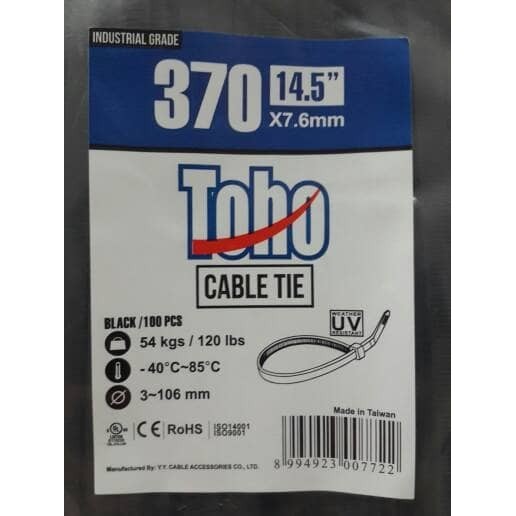 INDUSTRIAL GRADE
370 14.5”
X7.6mm
Toho
CABLE TIE
BLACK/100 PCS
54 kgs / 120 lbs
- 40°C~85°C
3~106 mm
WEATHER
UV
RESISTANT
Made in Taiwan
UL
CE RoHS ISO14001
ISO9001
Manufactured By: Y.Y. CABLE ACCESSORIES CO., LTD.
8 994923 007722